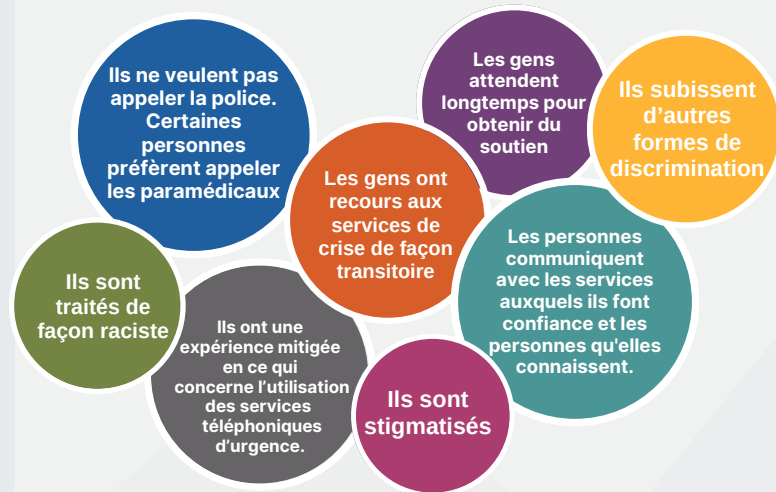 Ils ne veulent pas
appeler la police.
Certaines
personnes
préfèrent appeler
les paramédicaux
Les gens
attendent
longtemps pour
obtenir du
soutien
Ils subissent
d'autres
formes de
discrimination
Les gens ont
recours aux
services de
crise de façon
transitoire
Les personnes
communiquent
avec les services
auxquels ils font
confiance et les
personnes qu'elles
connaissent.
Ils sont
traités de
façon raciste
Ils ont une
expérience mitigée
en ce qui
concerne l'utilisation
des services
téléphoniques
d'urgence.
Ils sont
stigmatisés